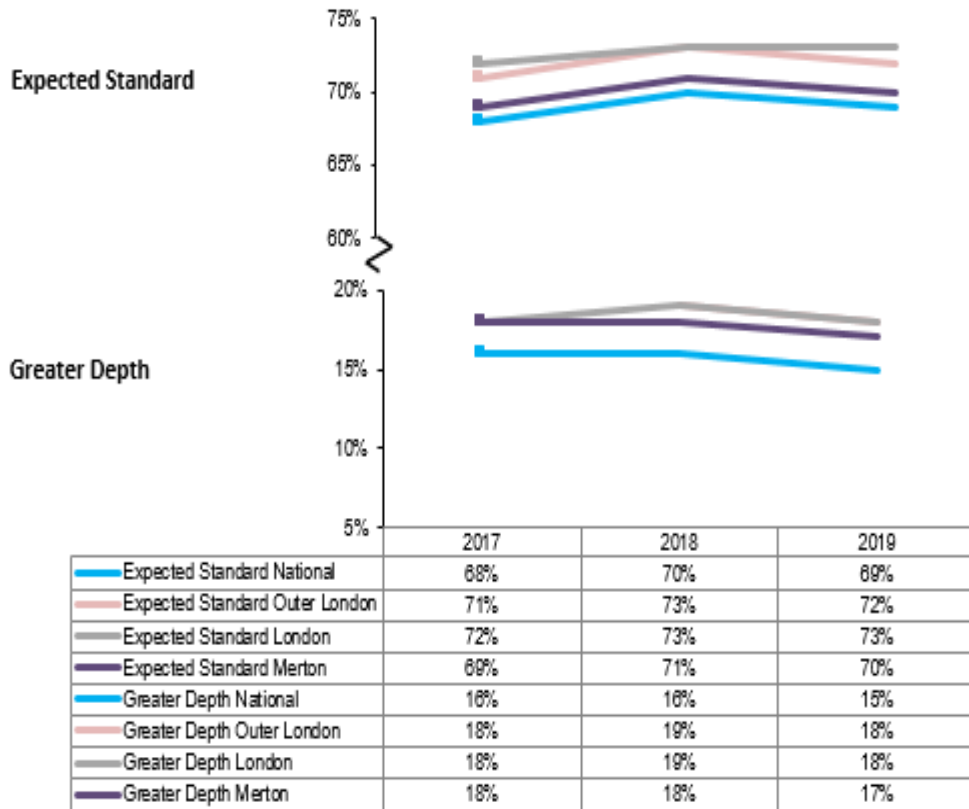 75%
Expected Standard
70%
65%
60%
20%
Greater Depth
15%
10%
5%
2017 2018 2019
Expected Standard National 68% 70% 69%
Expected Standard Outer London 71% 73% 72%
Expected Standard London 72% 73% 73%
Expected Standard Merton 69% 71% 70%
Greater Depth National 16% 16% 15%
Greater Depth Outer London 18% 19% 18%
Greater Depth London 18% 19% 18%
Greater Depth Merton 18% 18% 17%